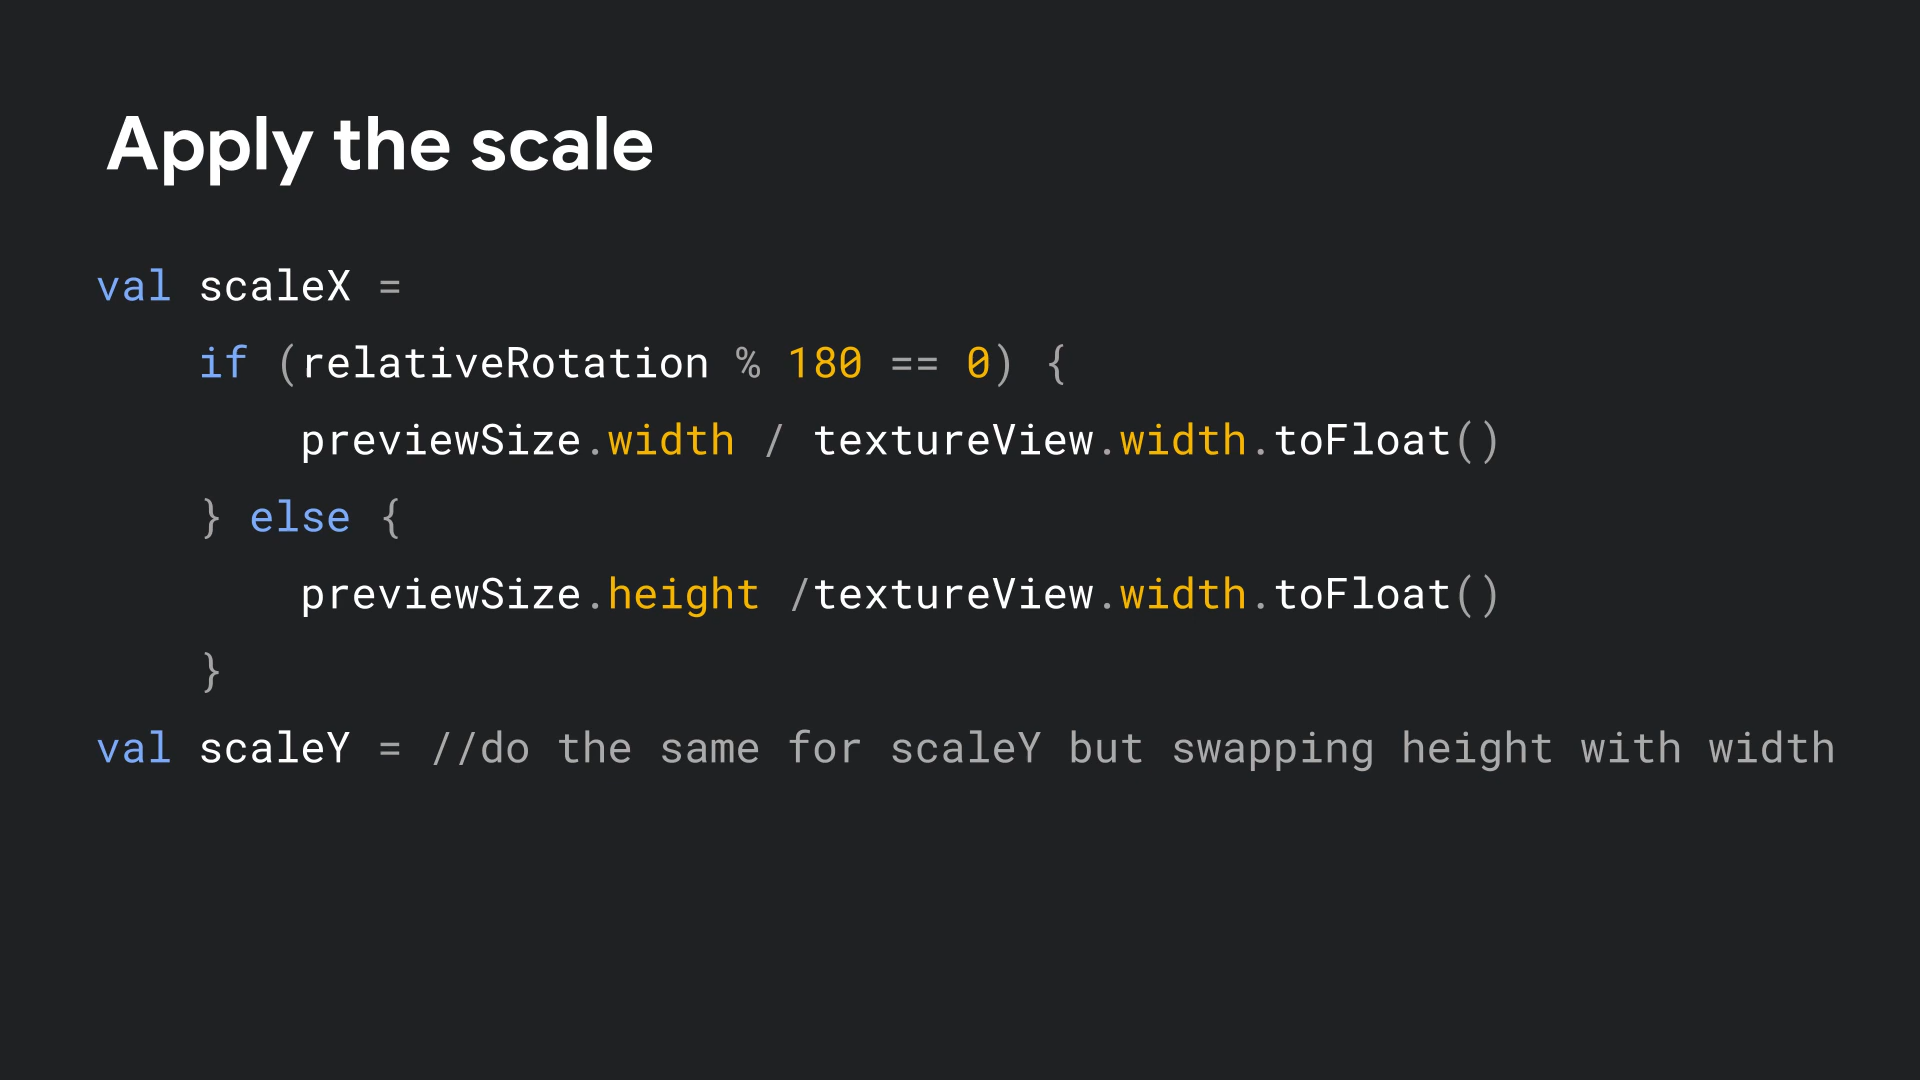 Apply the scale
val scaleX =
    if (relativeRotation % 180 == 0) {
        previewSize.width / textureView.width.toFloat()
    } else {
        previewSize.height /textureView.width.toFloat()
    }
val scaleY = //do the same for scaleY but swapping height with width